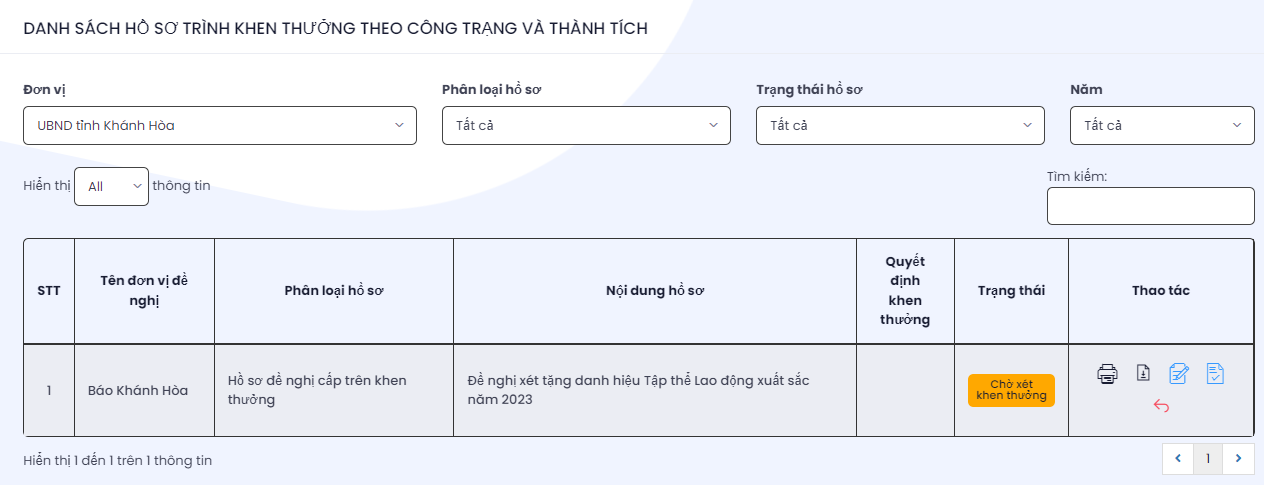 DANH SÁCH HỒ SƠ TRÌNH KHEN THƯỞNG THEO CÔNG TRẠNG VÀ THÀNH TÍCH
Đơn vị
Phân loại hồ sơ
Trạng thái hồ sơ
Năm
UBND tỉnh Khánh Hòa
Tất cả
Tất cả
Tất cả
Hiển thị All thông tin
Tìm kiếm:
STT
Tên đơn vị đề
nghị
Phân loại hồ sơ
Nội dung hồ sơ
Quyết
định
khen
thưởng
Trạng thái
Thao tác
1
Báo Khánh Hòa
Hồ sơ đề nghị cấp trên khen
thưởng
Đề nghị xét tặng danh hiệu Tập thể Lao động xuất sắc
năm 2023
Chờ xét
khen thưởng
Hiển thị 1 đến 1 trên 1 thông tin
1